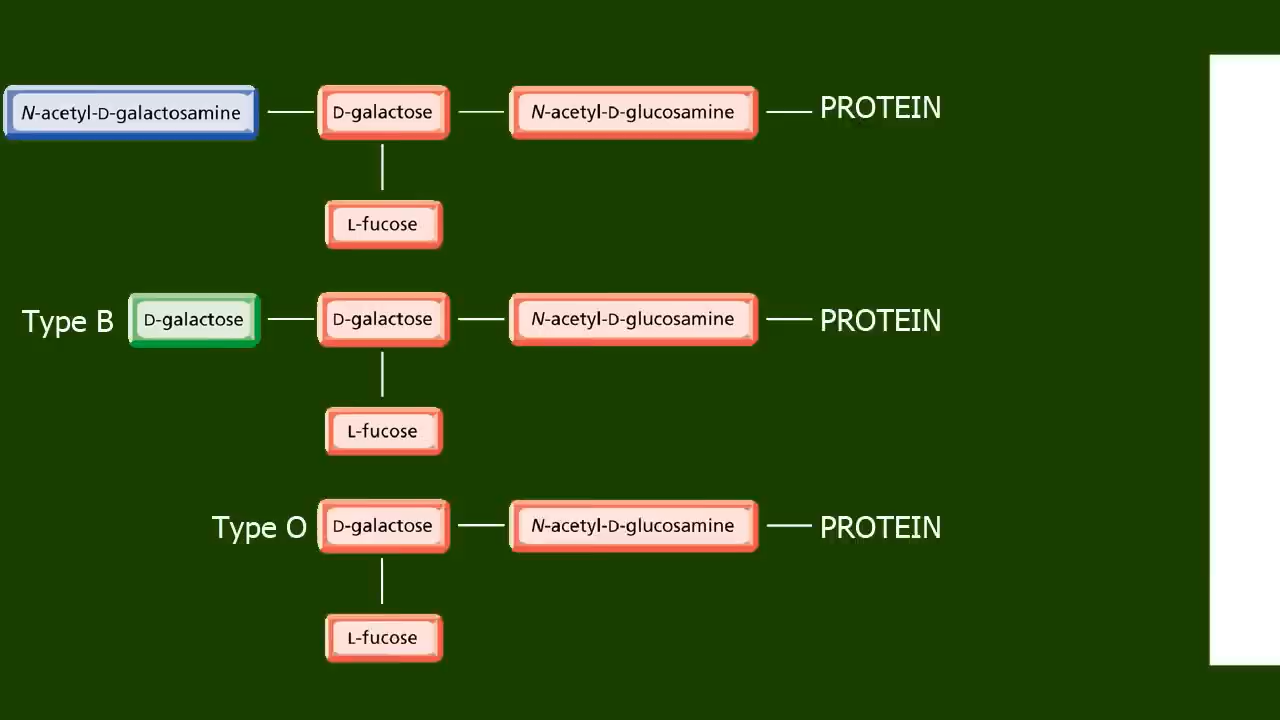 N-acetyl-D-galactosamine D-galactose N-acetyl-D-glucosamine PROTEIN
L-fucose
Type B D-galactose D-galactose N-acetyl-D-glucosamine PROTEIN
L-fucose
Type O D-galactose N-acetyl-D-glucosamine PROTEIN
L-fucose